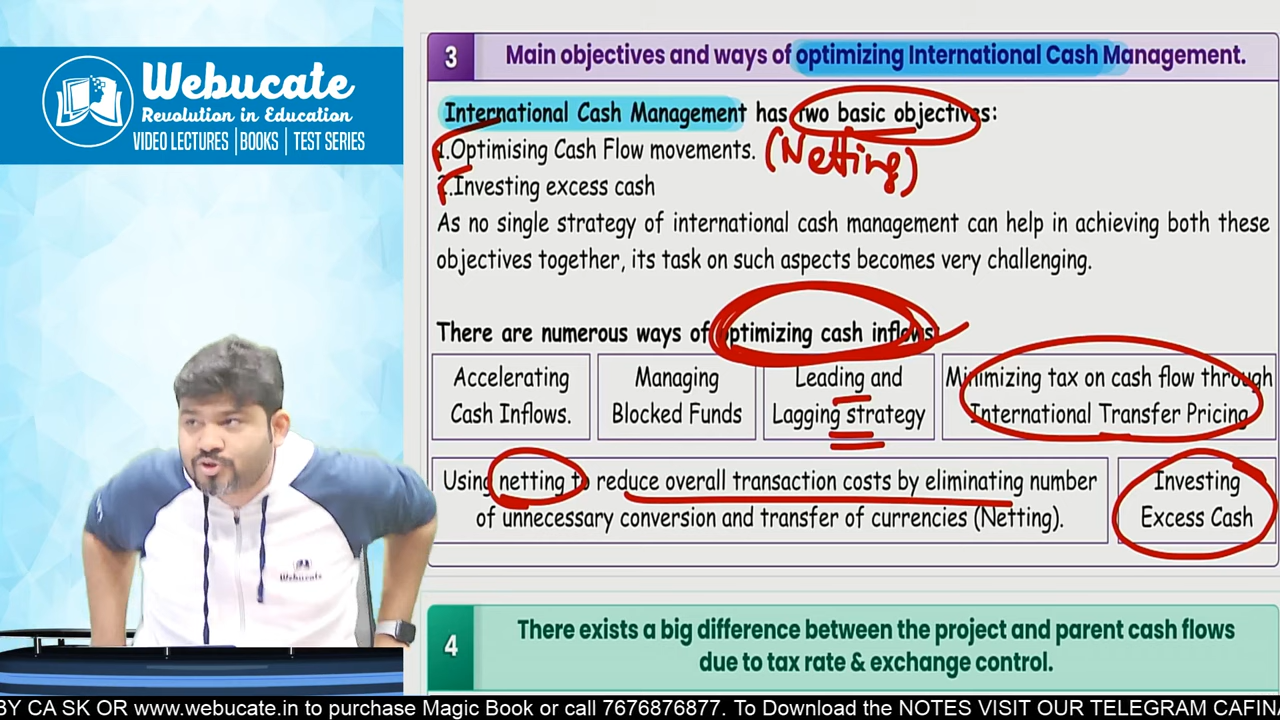 Webucate
Revolution in Education
VIDEO LECTURES | BOOKS | TEST SERIES
3
Main objectives and ways of optimizing International Cash Management.
International Cash Management has two basic objectives:
1.Optimising Cash Flow movements. (Netting)
2.Investing excess cash
As no single strategy of international cash management can help in achieving both these
objectives together, its task on such aspects becomes very challenging.
There are numerous ways of optimizing cash inflows:
Accelerating
Cash Inflows.
Managing
Blocked Funds
Leading and
Lagging strategy
Minimizing tax on cash flow through
International Transfer Pricing
Using netting to reduce overall transaction costs by eliminating number
of unnecessary conversion and transfer of currencies (Netting).
Investing
Excess Cash
Webucate
4
There exists a big difference between the project and parent cash flows
due to tax rate & exchange control.
BY CA SK OR www.webucate.in to purchase Magic Book or call 7676876877. To Download the NOTES VISIT OUR TELEGRAM CAFINA